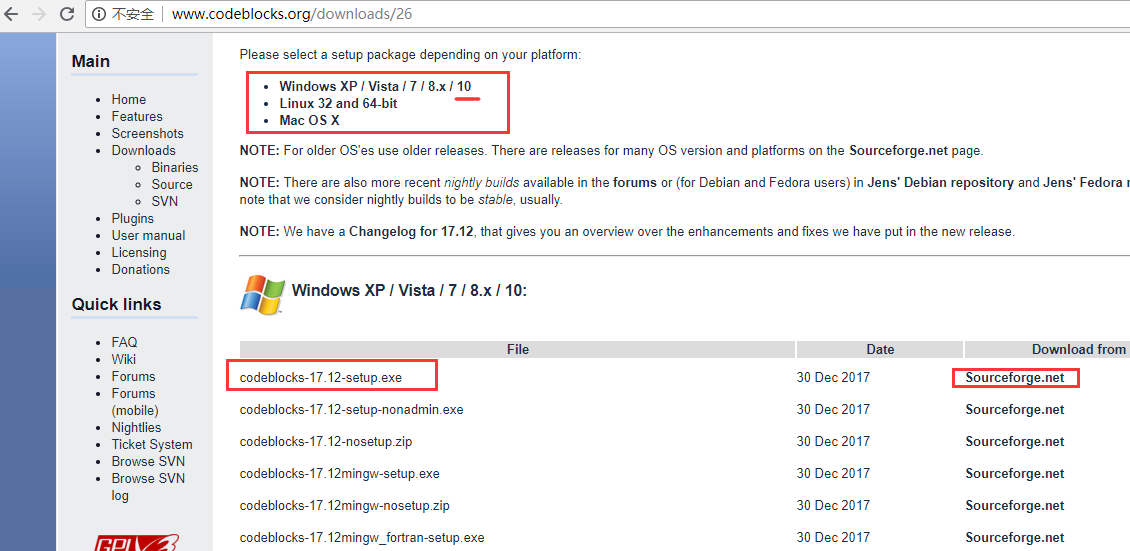 不安全 www.codeblocks.org/downloads/26
Main
Home
Features
Screenshots
Downloads
Binaries
Source
SVN
Plugins
User manual
Licensing
Donations
Quick links
FAQ
Wiki
Forums
Forums
(mobile)
Nightlies
Ticket System
Browse SVN
Browse SVN
log
Please select a setup package depending on your platform:
Windows XP / Vista / 7 / 8.x / 10
Linux 32 and 64-bit
Mac OS X
NOTE: For older OS'es use older releases. There are releases for many OS version and platforms on the Sourceforge.net page.
NOTE: There are also more recent nightly builds available in the forums or (for Debian and Fedora users) in Jens' Debian repository and Jens' Fedora
note that we consider nightly builds to be stable, usually.
NOTE: We have a Changelog for 17.12, that gives you an overview over the enhancements and fixes we have put in the new release.
Windows XP / Vista / 7 / 8.x / 10:
File Date Download from
codeblocks-17.12-setup.exe 30 Dec 2017 Sourceforge.net
codeblocks-17.12-setup-nonadmin.exe 30 Dec 2017 Sourceforge.net
codeblocks-17.12-nosetup.zip 30 Dec 2017 Sourceforge.net
codeblocks-17.12mingw-setup.exe 30 Dec 2017 Sourceforge.net
codeblocks-17.12mingw-nosetup.zip 30 Dec 2017 Sourceforge.net
codeblocks-17.12mingw_fortran-setup.exe 30 Dec 2017 Sourceforge.net